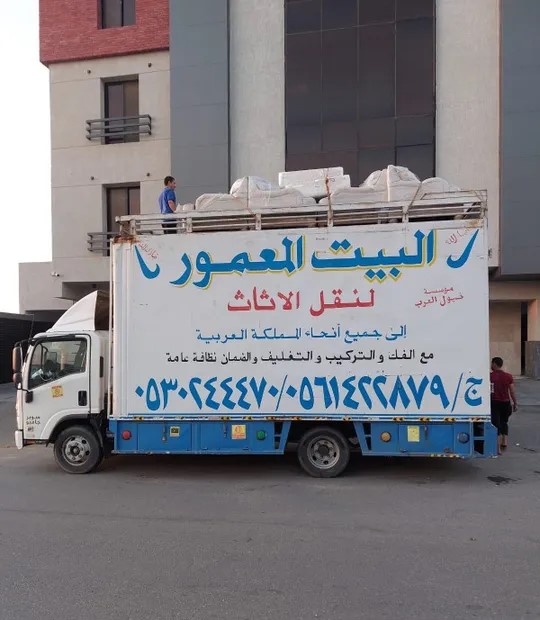 البيت المعمور
لنقل الاثاث
مؤسسة
خيول العرب
إلى جميع أنحاء المملكة العربية
مع الفك والتركيب والتغليف والضمان نظافة عامة
ج/٠٥٦١٤٢٢٨٧٩/٠٥٣٠٢٤٤٤٧٠